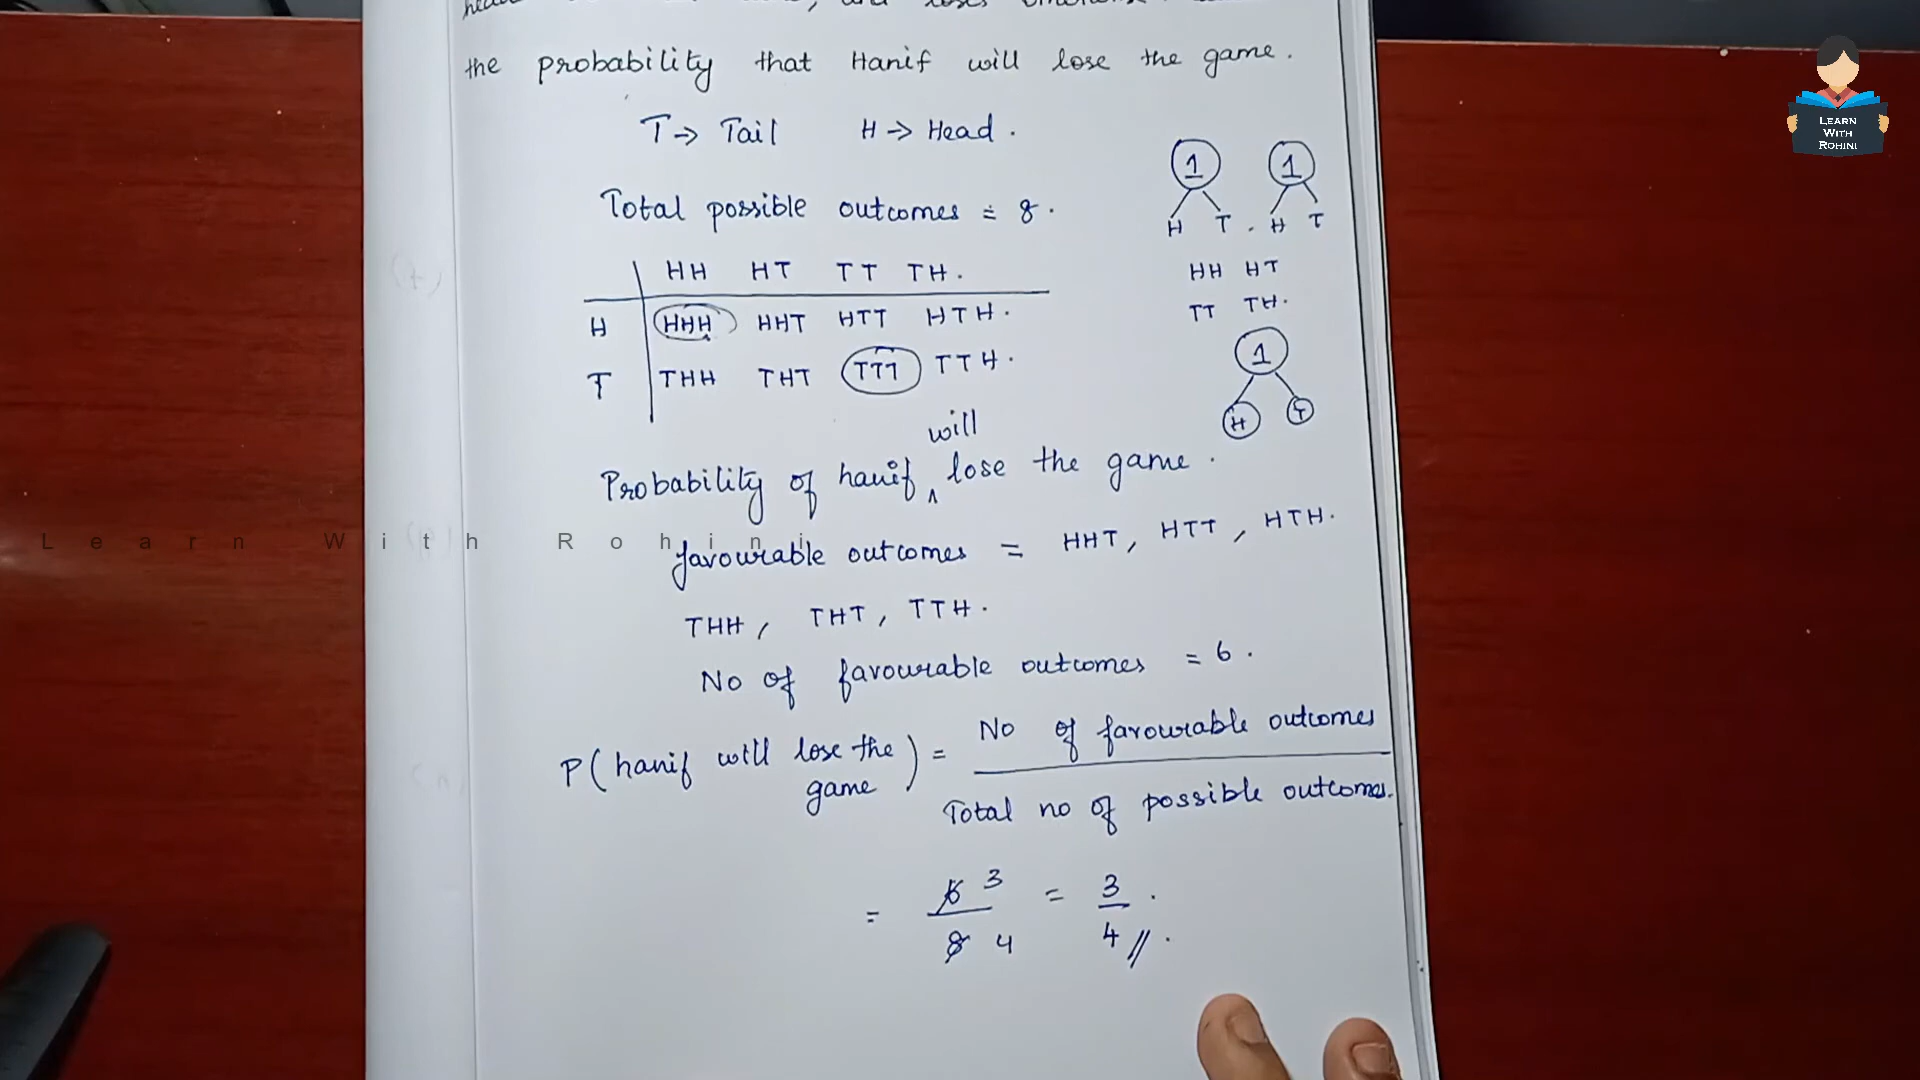 the probability that Hanif will lose the game.
T → Tail H → Head.
Total possible outcomes = 8.
HH HT TT TH.
H HHH HHT HTT HTH.
T THH THT TTT TTH.
1 1
H T . H T
HH HT
TT TH.
1
H T
will
Probability of hanif ^ lose the game.
favourable outcomes = HHT, HTT, HTH.
THH, THT, TTH.
No of favourable outcomes = 6.
P(hanif will lose the game) = No of favourable outcomes
Total no of possible outcomes.
= 6 3 = 3.
8 4 4//.
LEARN
WITH
ROHINI
Learn With Rohini